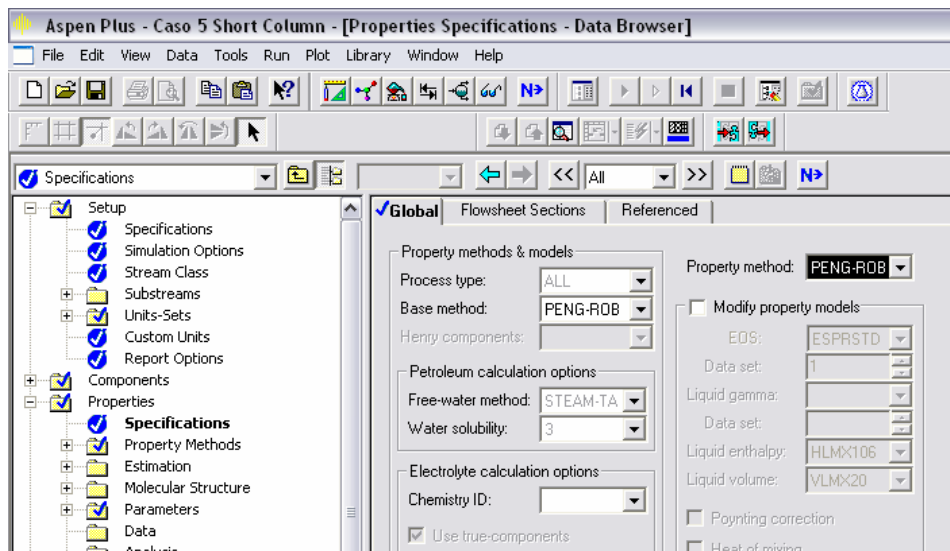 Aspen Plus - Caso 5 Short Column - [Properties Specifications - Data Browser]
File Edit View Data Tools Run Plot Library Window Help
N>
Specifications
<< All >> N>
Setup
Specifications
Simulation Options
Stream Class
Substreams
Units-Sets
Custom Units
Report Options
Components
Properties
Specifications
Property Methods
Estimation
Molecular Structure
Parameters
Data
Analysis
Global Flowsheet Sections Referenced
Property methods & models
Process type: ALL
Base method: PENG-ROB
Henry components:
Petroleum calculation options
Free-water method: STEAM-TA
Water solubility: 3
Electrolyte calculation options
Chemistry ID:
Use true-components
Property method: PENG-ROB
Modify property models
EOS: ESPRSTD
Data set: 1
Liquid gamma:
Data set:
Liquid enthalpy: HLMX106
Liquid volume: VLMX20
Poynting correction
Heat of mixing